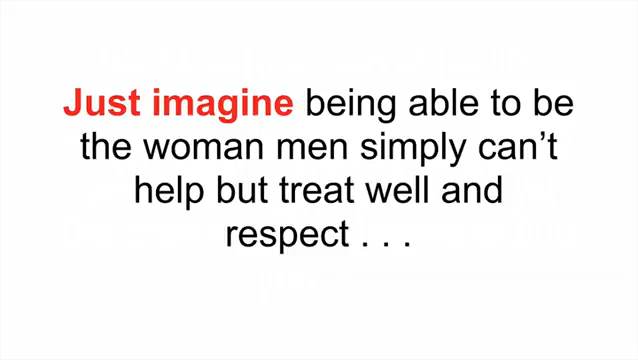 Just imagine being able to be
the woman men simply can’t
help but treat well and
respect . . .